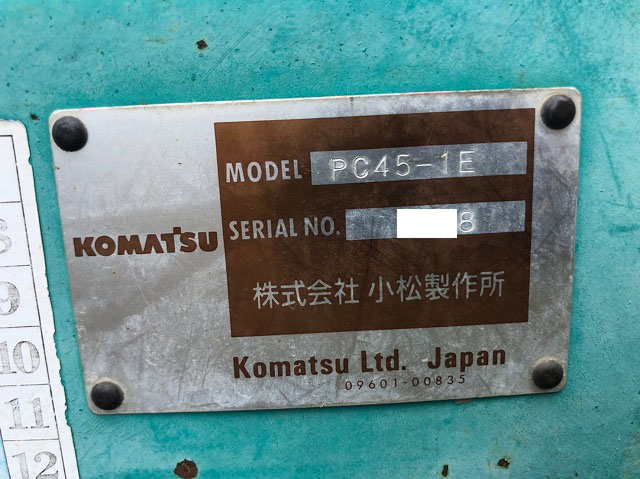 MODEL PC45-1E
SERIAL NO. 8
KOMATSU
株式会社 小松製作所
Komatsu Ltd. Japan
09601-00835
9
10
11
12